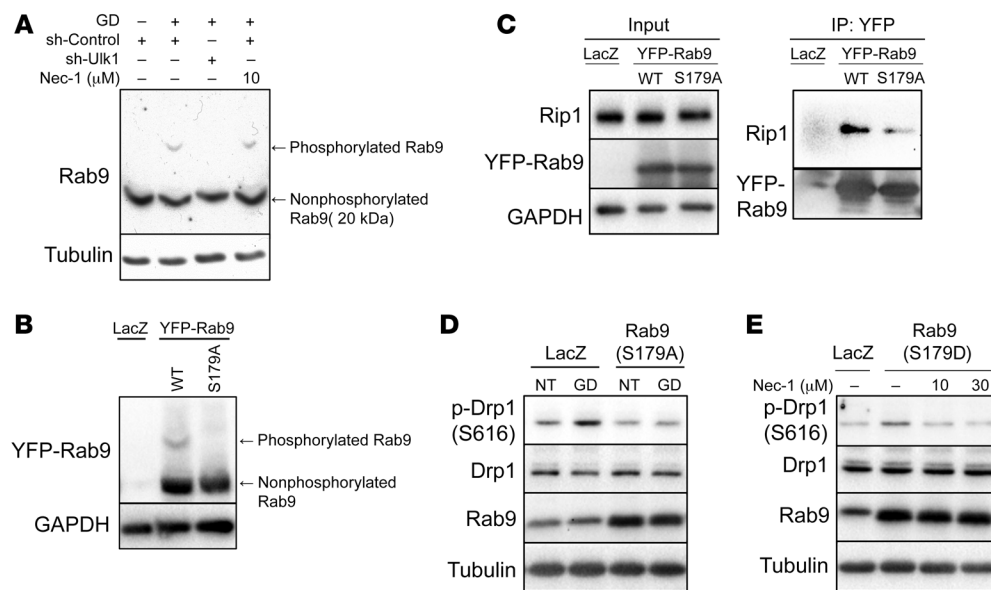 A
GD – + + +
sh-Control + + – +
sh-Ulk1 – – + –
Nec-1 (μM) – – – 10
Rab9
← Phosphorylated Rab9
← Nonphosphorylated
Rab9( 20 kDa)
Tubulin
B
LacZ YFP-Rab9
WT S179A
YFP-Rab9
← Phosphorylated Rab9
← Nonphosphorylated
Rab9
GAPDH
C
Input
LacZ YFP-Rab9
WT S179A
Rip1
YFP-Rab9
GAPDH
IP: YFP
LacZ YFP-Rab9
WT S179A
Rip1
YFP-
Rab9
D
Rab9
LacZ (S179A)
NT GD NT GD
p-Drp1
(S616)
Drp1
Rab9
Tubulin
E
Rab9
LacZ (S179D)
Nec-1 (μM) – – 10 30
p-Drp1
(S616)
Drp1
Rab9
Tubulin